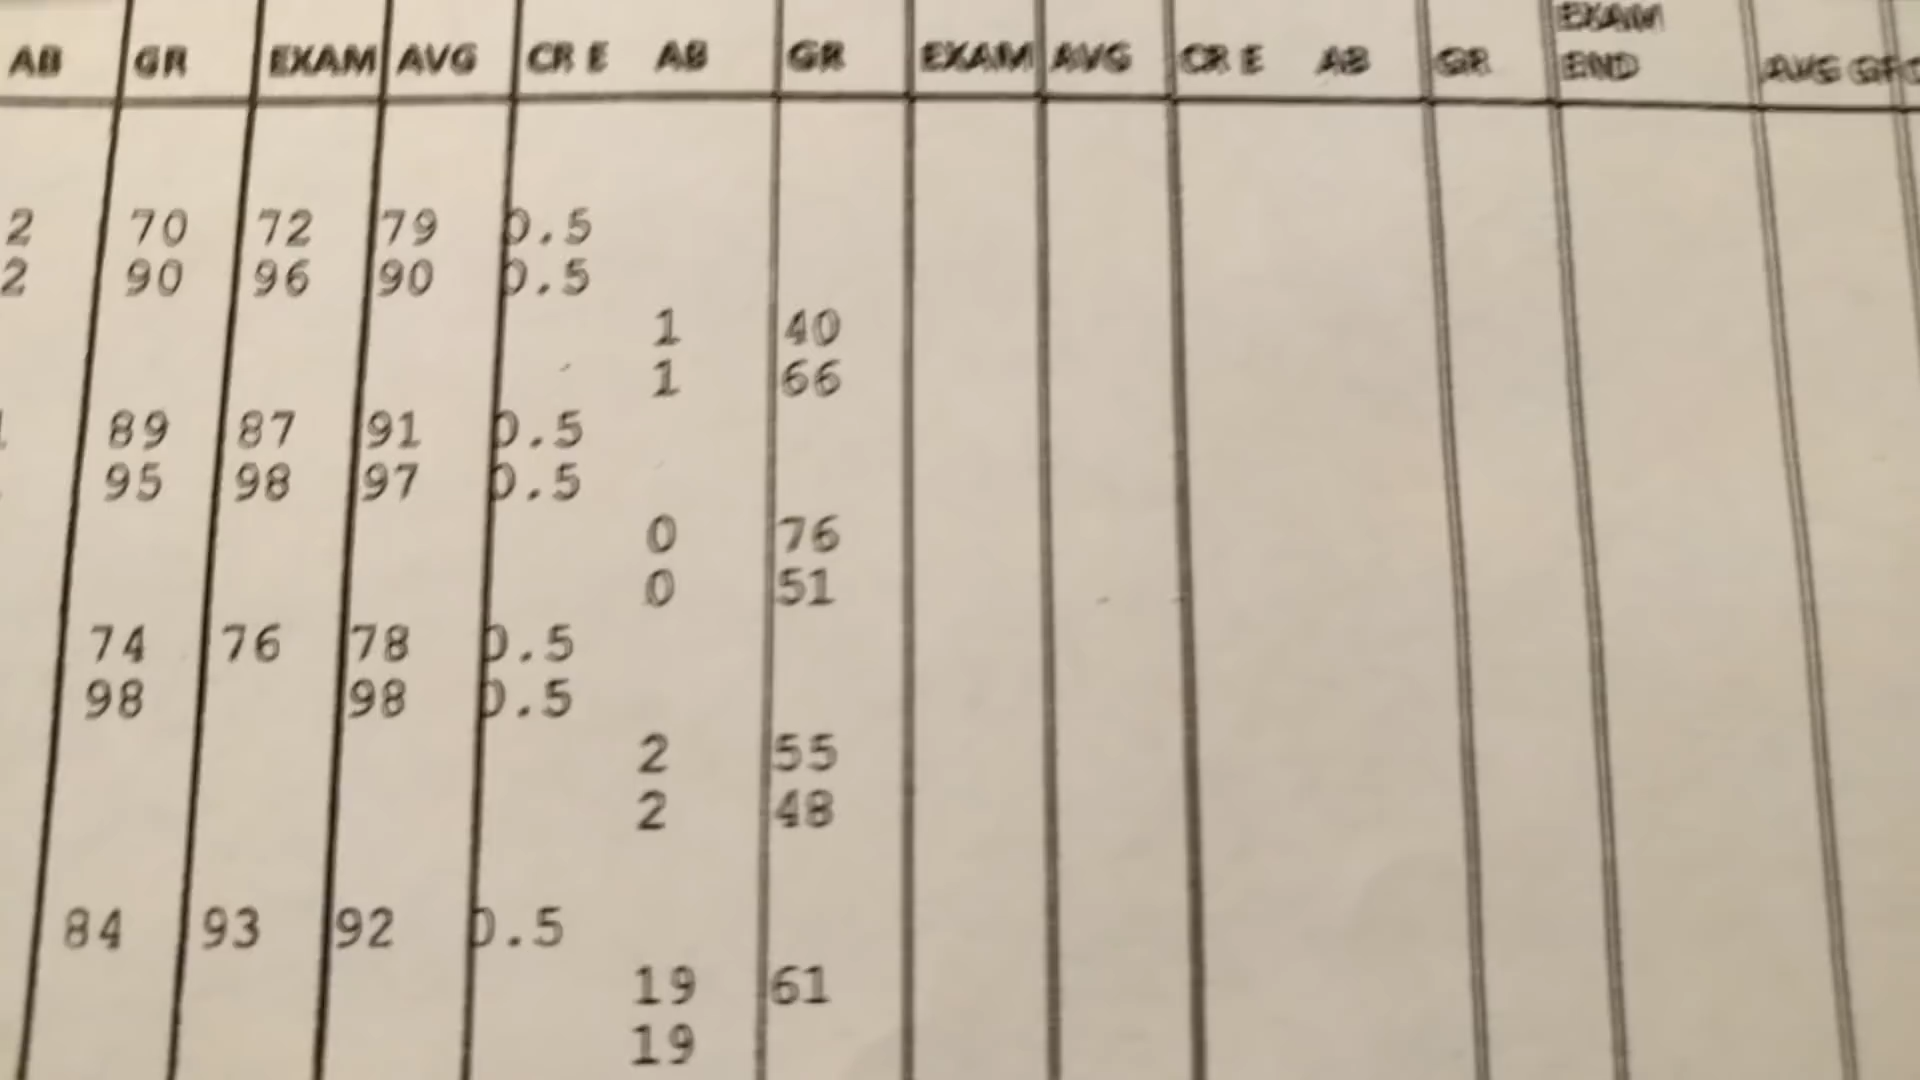 EXAM
AB GR EXAM AVG CR E AB GR EXAM AVG CR E AB GR END AVG
2 70 72 79 0.5
2 90 96 90 0.5
1 40
1 66
89 87 91 0.5
95 98 97 0.5
0 76
0 51
74 76 78 0.5
98 98 0.5
2 55
2 48
84 93 92 0.5
19 61
19